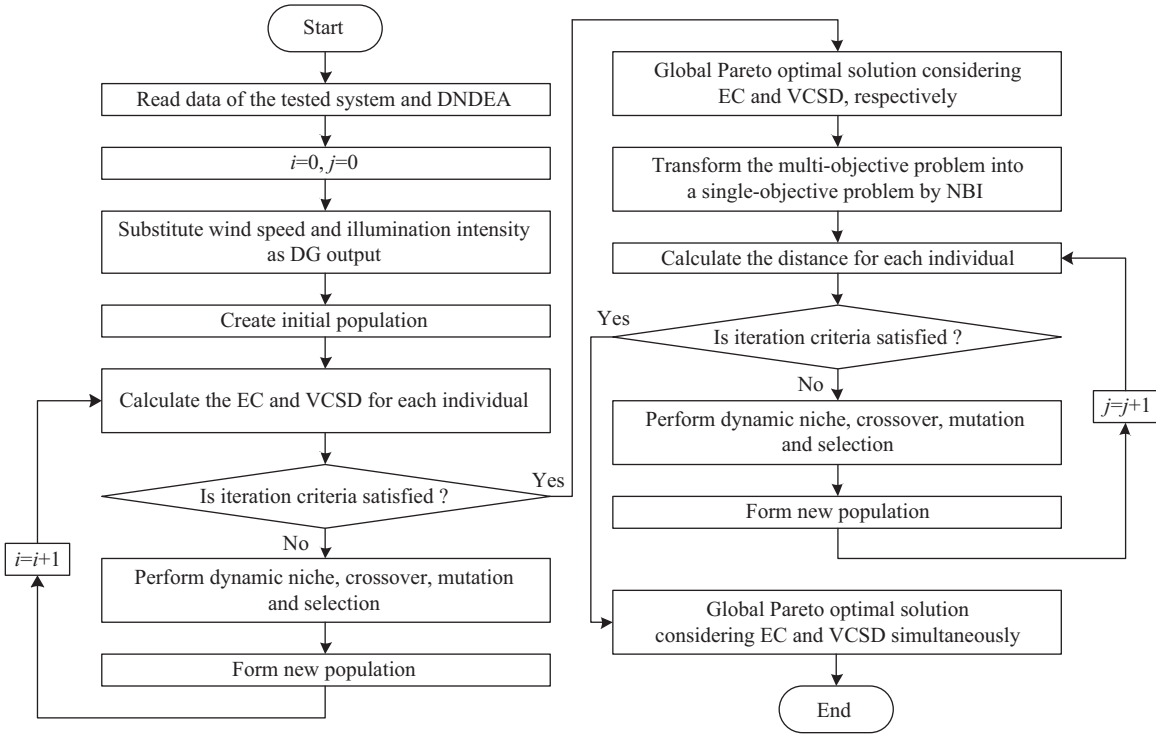 Start
Read data of the tested system and DNDEA
i=0, j=0
Substitute wind speed and illumination intensity
as DG output
Create initial population
Calculate the EC and VCSD for each individual
Is iteration criteria satisfied ?
Yes
No
i=i+1
Perform dynamic niche, crossover, mutation
and selection
Form new population
Global Pareto optimal solution considering
EC and VCSD, respectively
Transform the multi-objective problem into
a single-objective problem by NBI
Calculate the distance for each individual
Yes
Is iteration criteria satisfied ?
No
j=j+1
Perform dynamic niche, crossover, mutation
and selection
Form new population
Global Pareto optimal solution
considering EC and VCSD simultaneously
End